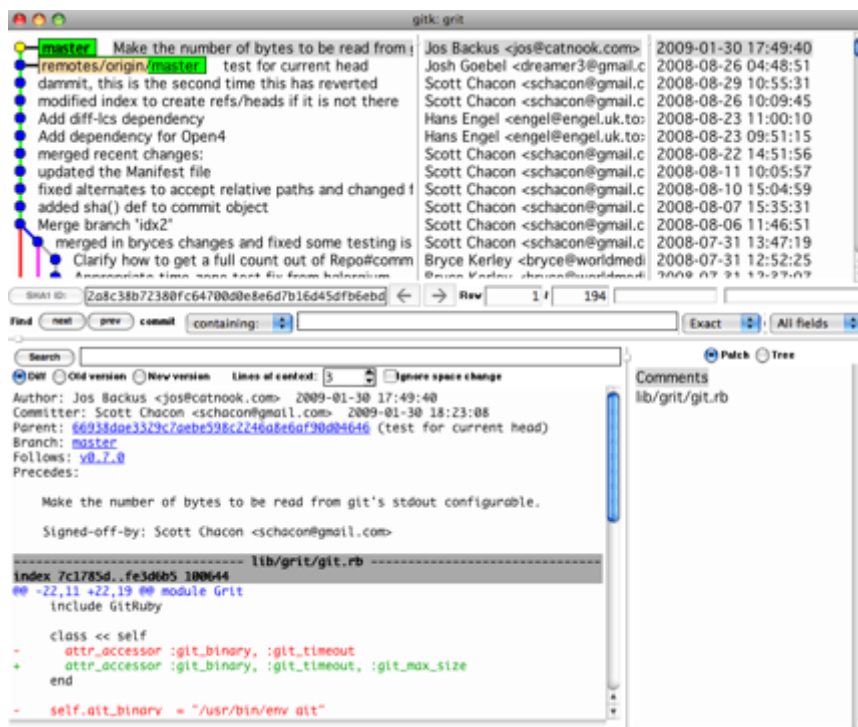 gitk: grit
master Make the number of bytes to be read from Jos Backus <jos@catnook.com> 2009-01-30 17:49:40
remotes/origin/master test for current head Josh Goebel <dreamer3@gmail.c 2008-08-26 04:48:51
dammit, this is the second time this has reverted Scott Chacon <schacon@gmail.c 2008-08-29 10:55:31
modified index to create refs/heads if it is not there Scott Chacon <schacon@gmail.c 2008-08-26 10:09:45
Add diff-lcs dependency Hans Engel <engel@engel.uk.to> 2008-08-23 11:00:10
Add dependency for Open4 Hans Engel <engel@engel.uk.to> 2008-08-23 09:51:15
merged recent changes: Scott Chacon <schacon@gmail.c 2008-08-22 14:51:56
updated the Manifest file Scott Chacon <schacon@gmail.c 2008-08-11 10:05:57
fixed alternates to accept relative paths and changed f Scott Chacon <schacon@gmail.c 2008-08-10 15:04:59
added sha() def to commit object Scott Chacon <schacon@gmail.c 2008-08-07 15:35:31
Merge branch 'idx2' Scott Chacon <schacon@gmail.c 2008-08-06 11:46:51
merged in bryces changes and fixed some testing is Scott Chacon <schacon@gmail.c 2008-07-31 13:47:19
Clarify how to get a full count out of Repo#comm Bryce Kerley <bryce@worldmedi 2008-07-31 12:52:25
Appropriate time-zone test fix from halorgium Bryce Kerley <bryce@worldmedi 2008-07-31 12:27:07
SHA1 ID: 2a8c38b72380fc64700d0e8e6d7b16d45dfb6ebd ← → Row 1 / 194
Find next prev commit containing: Exact All fields
Search Patch Tree
Diff Old version New version Lines of context: 3 Ignore space change Comments
Author: Jos Backus <jos@catnook.com> 2009-01-30 17:49:40 lib/grit/git.rb
Committer: Scott Chacon <schacon@gmail.com> 2009-01-30 18:23:08
Parent: 66938dae3329c7aebe598c2246a8e6af90d04646 (test for current head)
Branch: master
Follows: v0.7.0
Precedes:
Make the number of bytes to be read from git's stdout configurable.
Signed-off-by: Scott Chacon <schacon@gmail.com>
------------------------------ lib/grit/git.rb ------------------------------
index 7c1785d..fe3d6b5 100644
@@ -22,11 +22,19 @@ module Grit
include GitRuby
class << self
- attr_accessor :git_binary, :git_timeout
+ attr_accessor :git_binary, :git_timeout, :git_max_size
end
- self.git_binary = "/usr/bin/env git"